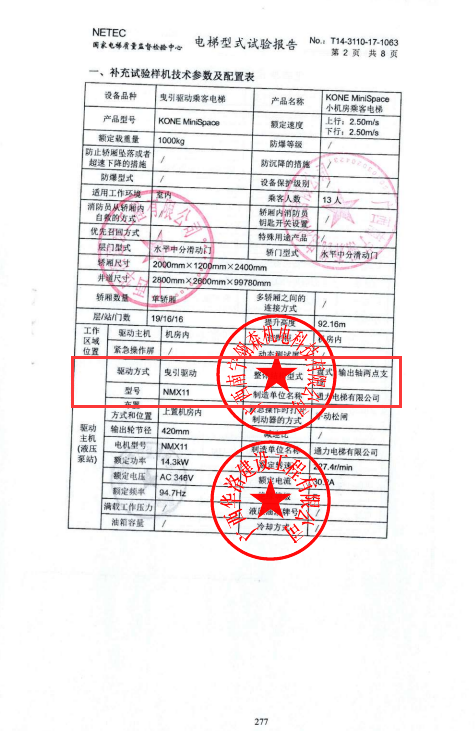 NETEC
国家电梯质量监督检验中心
电梯型式试验报告
No.: T14-3110-17-1063
第 2 页 共 8 页
一、补充试验样机技术参数及配置表
设备品种 曳引驱动乘客电梯 产品名称 KONE MiniSpace 小机房乘客电梯
产品型号 KONE MiniSpace 额定速度 上行: 2.50m/s 下行: 2.50m/s
额定载重量 1000kg 防爆等级 /
防止轿厢坠落或者超速下降的措施 / 防沉降的措施 /
防爆型式 / 设备保护级别 /
适用工作环境 室内 乘客人数 13 人
消防员从轿厢内自救的方式 / 轿厢内消防员钥匙开关设置 /
优先召回方式 / 特殊用途产品 /
层门型式 水平中分滑动门 轿门型式 水平中分滑动门
轿厢尺寸 2000mm×1200mm×2400mm
井道尺寸 2800mm×2600mm×99780mm
轿厢数量 单轿厢 多轿厢之间的连接方式 /
层/站/门数 19/16/16 提升高度 92.16m
工作区域位置 驱动主机 机房内 房内
紧急操作屏 / 动态测试屏
驱动主机(液压泵站)
驱动方式 曳引驱动 输出轴两点支
型号 NMX11 制造单位名称 通力电梯有限公司
方式和位置 上置机房内 制动器的方式 手动松闸
输出轮节径 420mm 减速比 /
电机型号 NMX11 制造单位名称 通力电梯有限公司
额定功率 14.3kW 额定转速 227.4r/min
额定电压 AC 346V 额定电流
额定频率 94.7Hz
满载工作压力 /
油箱容量 / 冷却方式 /
277